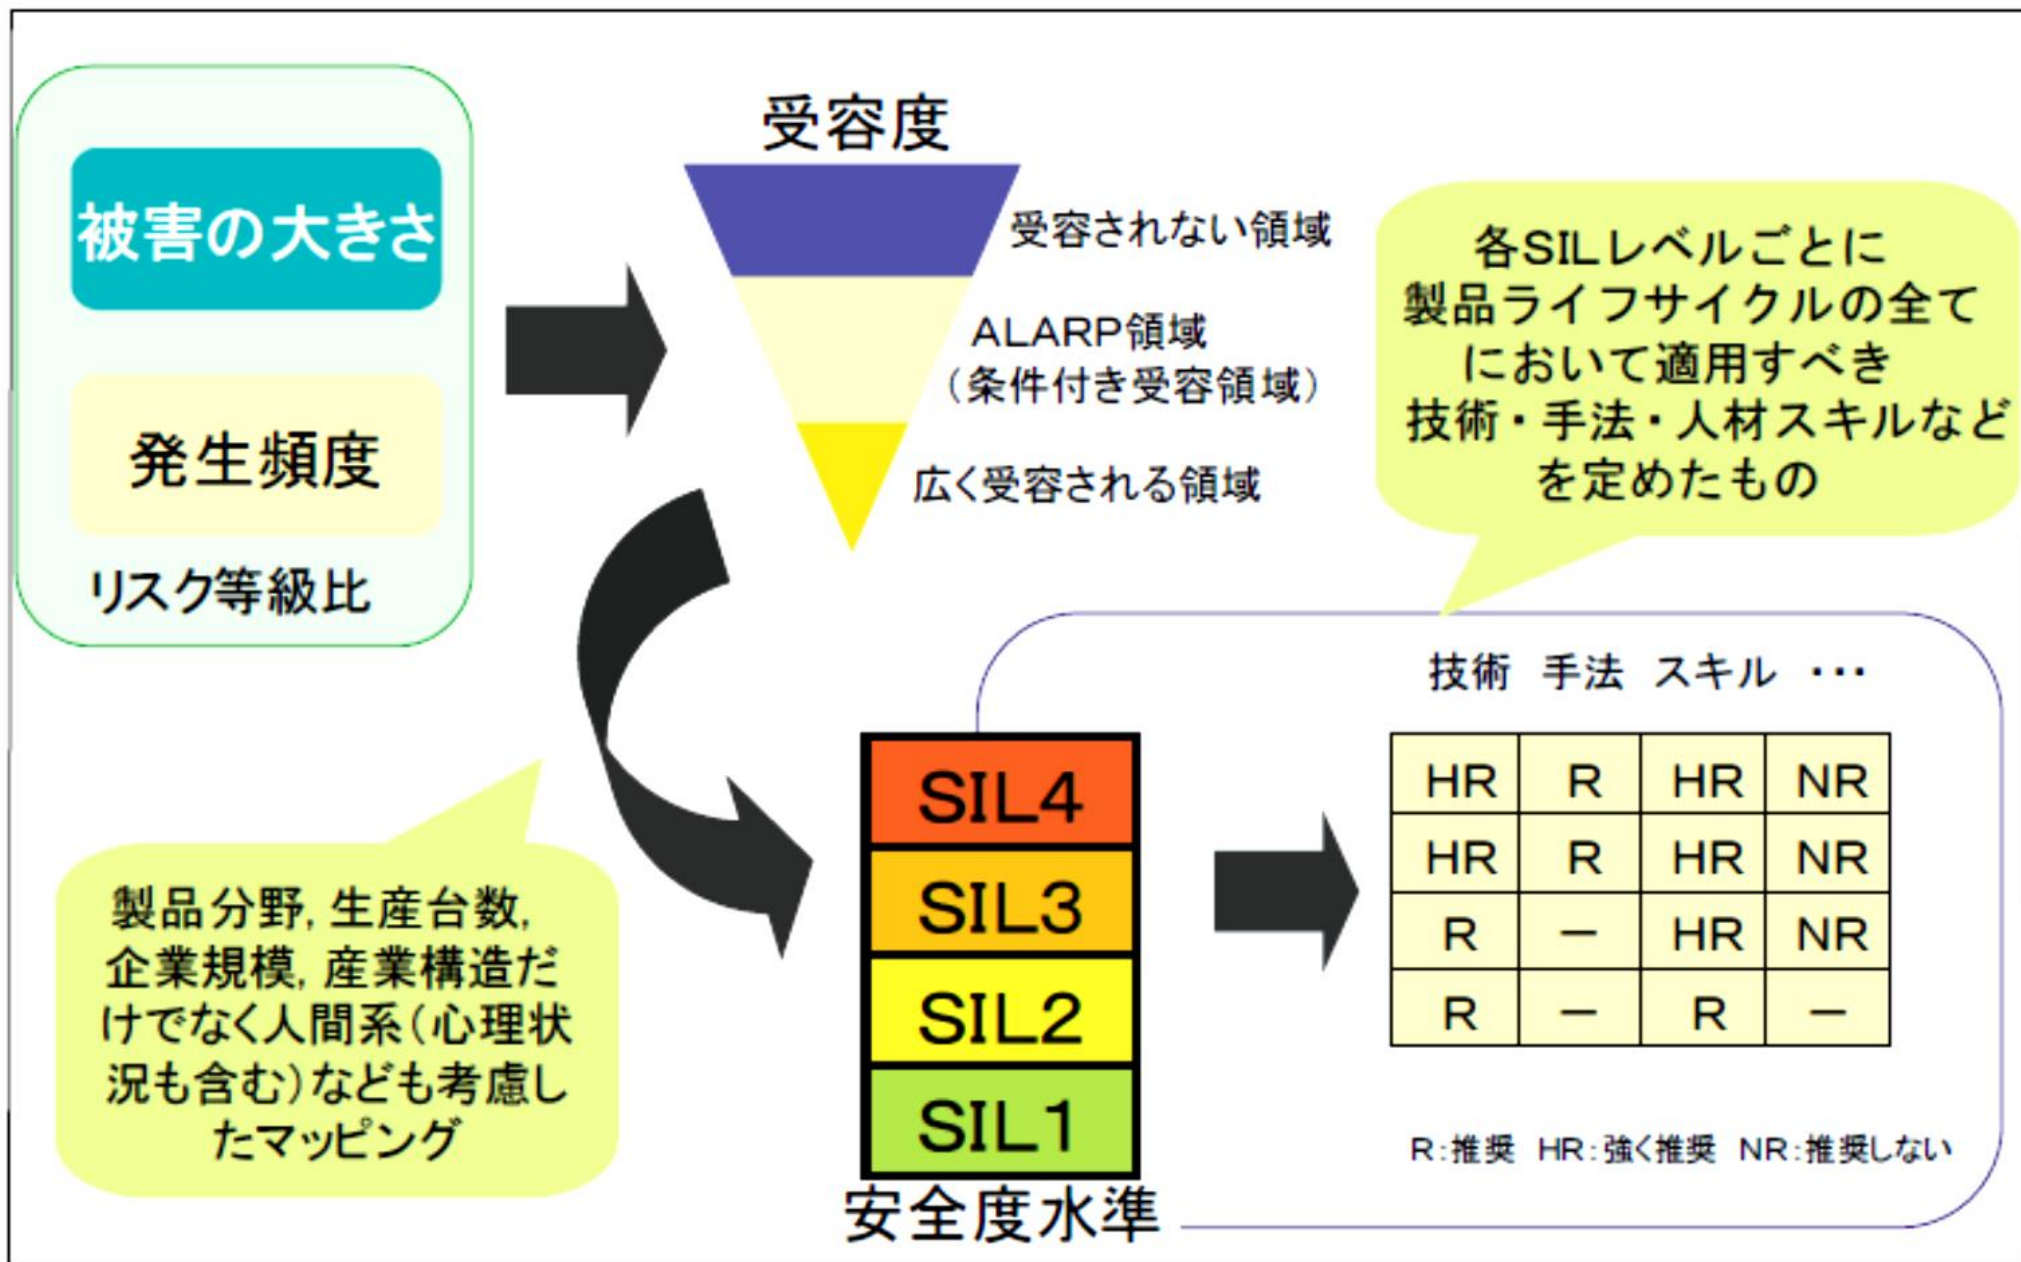 被害の大きさ
発生頻度
リスク等級比
受容度
受容されない領域
ALARP領域
(条件付き受容領域)
広く受容される領域
各SILレベルごとに
製品ライフサイクルの全て
において適用すべき
技術・手法・人材スキルなど
を定めたもの
製品分野,生産台数,
企業規模,産業構造だ
けでなく人間系(心理状
況も含む)なども考慮し
たマッピング
SIL4
SIL3
SIL2
SIL1
安全度水準
技術 手法 スキル ・・・
HR R HR NR
HR R HR NR
R － HR NR
R － R －
R:推奨 HR:強く推奨 NR:推奨しない